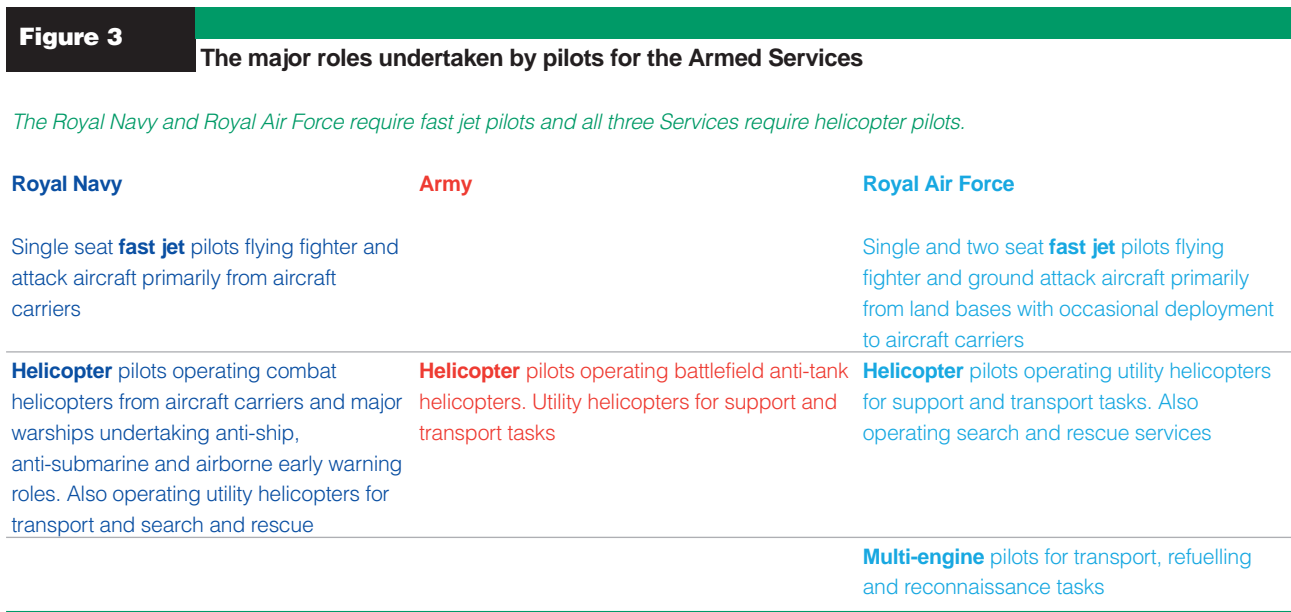 Figure 3
The major roles undertaken by pilots for the Armed Services
The Royal Navy and Royal Air Force require fast jet pilots and all three Services require helicopter pilots.
Royal Navy
Army
Royal Air Force
Single seat fast jet pilots flying fighter and
attack aircraft primarily from aircraft
carriers
Single and two seat fast jet pilots flying
fighter and ground attack aircraft primarily
from land bases with occasional deployment
to aircraft carriers
Helicopter pilots operating combat
helicopters from aircraft carriers and major
warships undertaking anti-ship,
anti-submarine and airborne early warning
roles. Also operating utility helicopters for
transport and search and rescue
Helicopter pilots operating battlefield anti-tank
helicopters. Utility helicopters for support and
transport tasks
Helicopter pilots operating utility helicopters
for support and transport tasks. Also
operating search and rescue services
Multi-engine pilots for transport, refuelling
and reconnaissance tasks